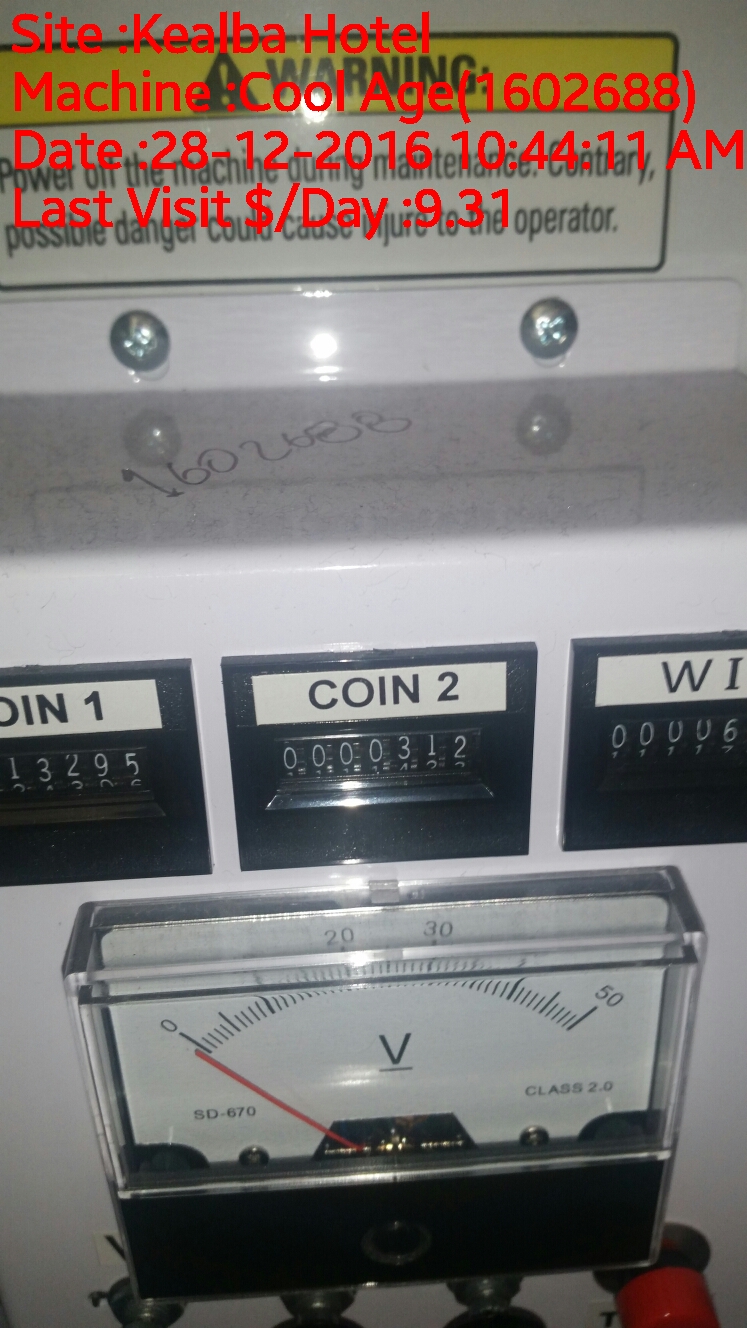 Site :Kealba Hotel
WARNING:
Machine :Cool Age(1602688)
Date :28-12-2016 10:44:11 AM
Power off the machine during maintenance. Contrary,
Last Visit $/Day :9.31
possible danger could cause injure to the operator.
1602688
OIN 1
COIN 2
WI
13295
0000312
00006
20 30
0 50
V
SD-670
CLASS 2.0